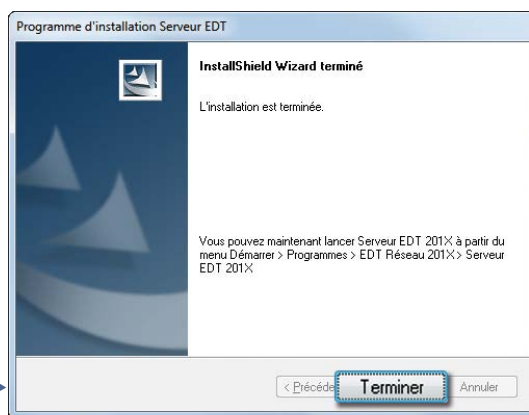 Programme d'installation Serveur EDT
InstallShield Wizard terminé
L'installation est terminée.
Vous pouvez maintenant lancer Serveur EDT 201X à partir du
menu Démarrer > Programmes > EDT Réseau 201X> Serveur
EDT 201X
< Précéde Terminer Annuler